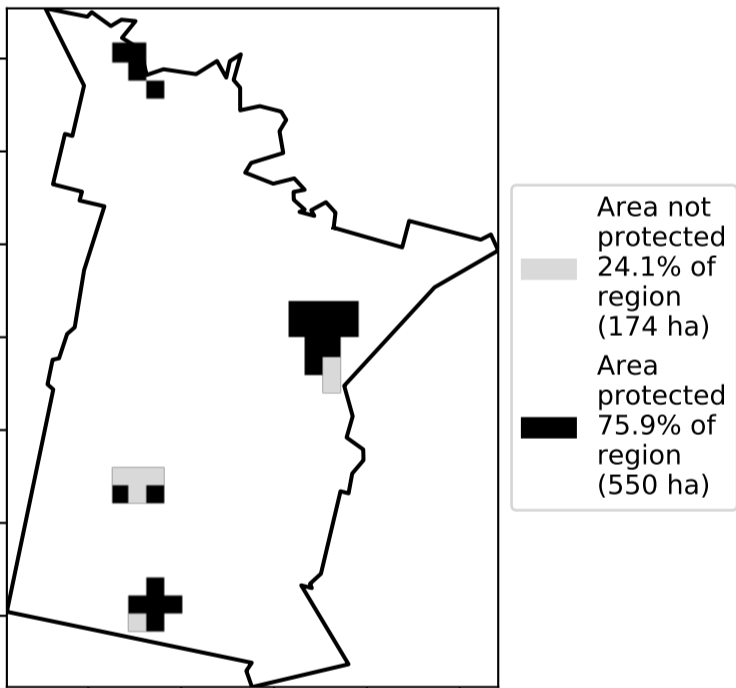 Area not
protected
24.1% of
region
(174 ha)
Area
protected
75.9% of
region
(550 ha)